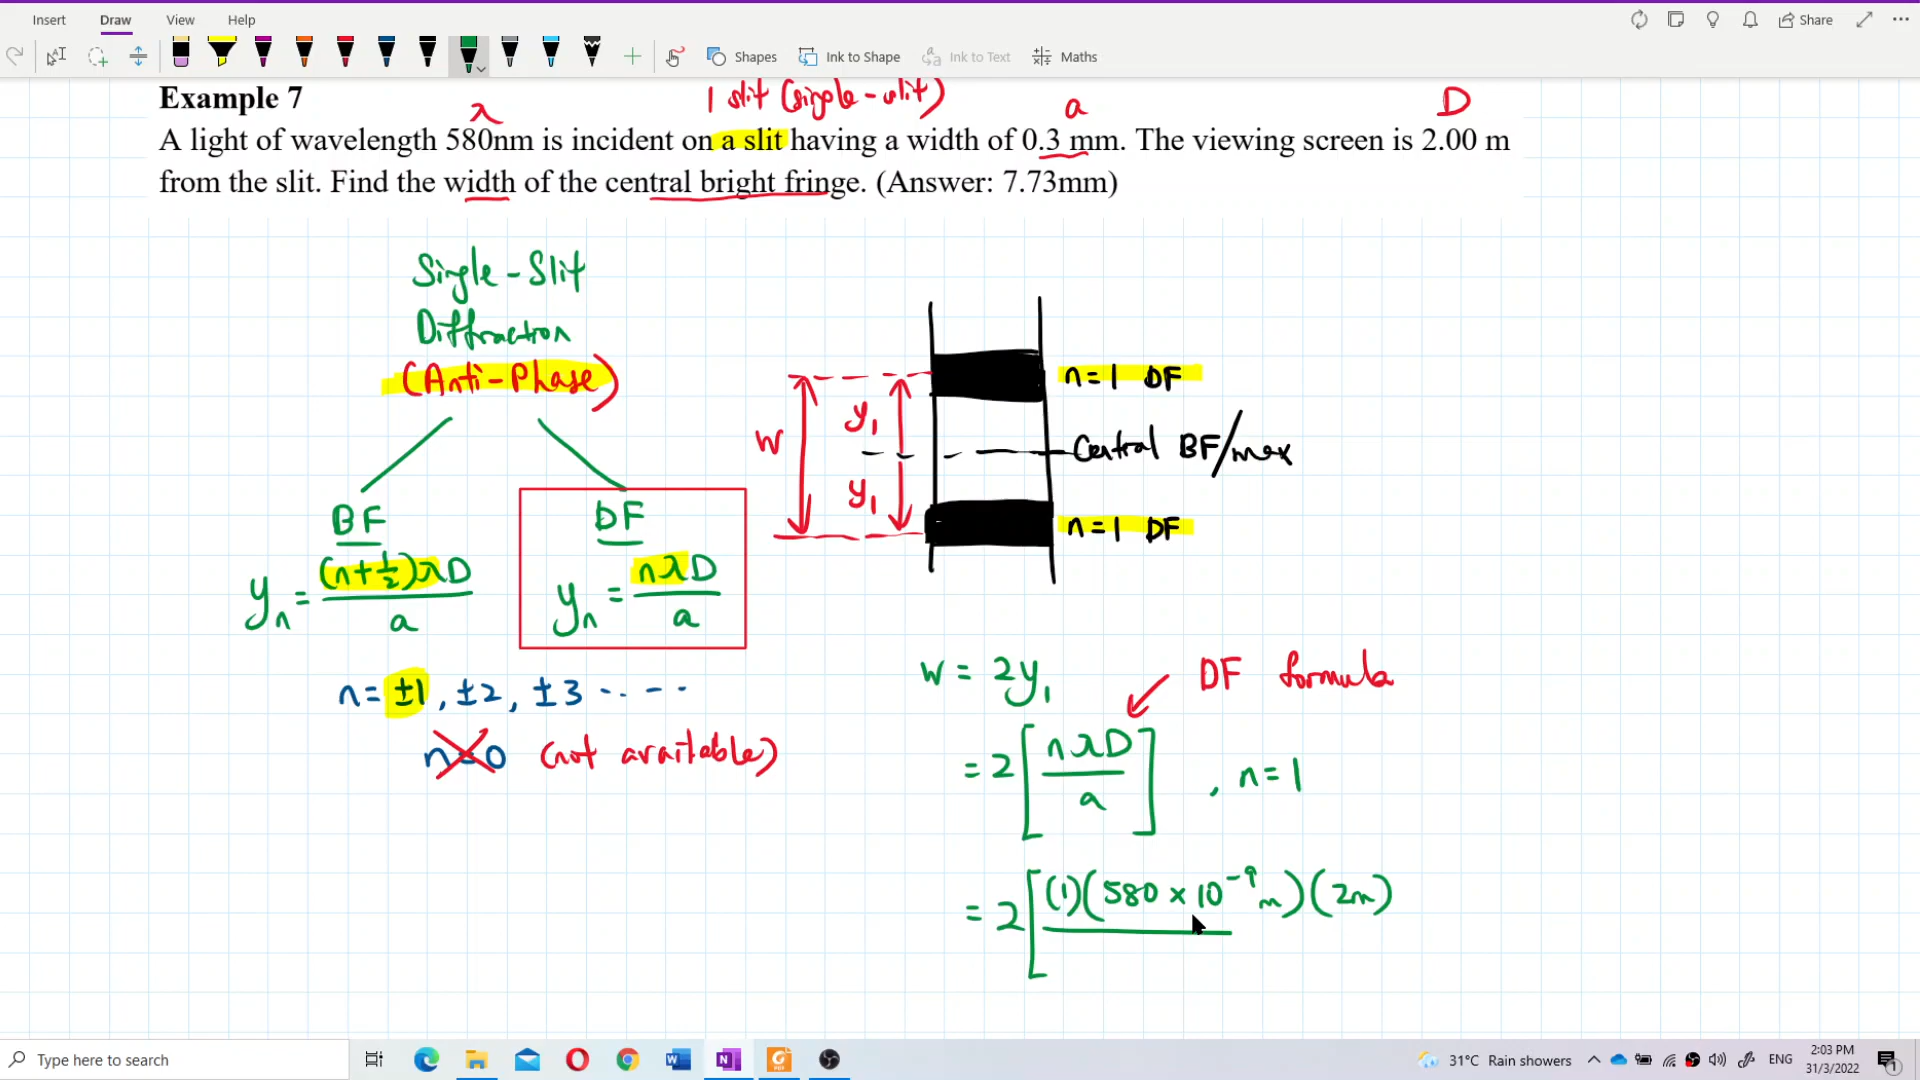 Insert Draw View Help Share
Shapes Ink to Shape Ink to Text Maths
Example 7
λ 1 slit (single-slit) a D
A light of wavelength 580nm is incident on a slit having a width of 0.3 mm. The viewing screen is 2.00 m
from the slit. Find the width of the central bright fringe. (Answer: 7.73mm)
Single-Slit
Diffraction
(Anti-Phase)
BF
yₙ = (n+½)λD / a
DF
yₙ = nλD / a
n = ±1, ±2, ±3 ......
n=0 (not available)
n=1 DF
W y₁
Central BF/max
y₁
n=1 DF
W = 2y₁
DF formula
= 2[nλD / a] , n=1
= 2[(1)(580 × 10⁻⁹ m)(2m)
Type here to search
31°C Rain showers ENG 2:03 PM
31/3/2022
1